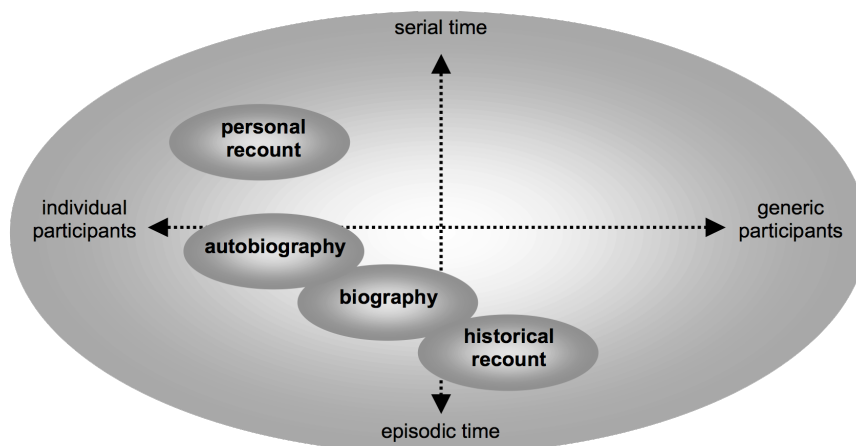 serial time
personal
recount
individual
participants
generic
participants
autobiography
biography
historical
recount
episodic time